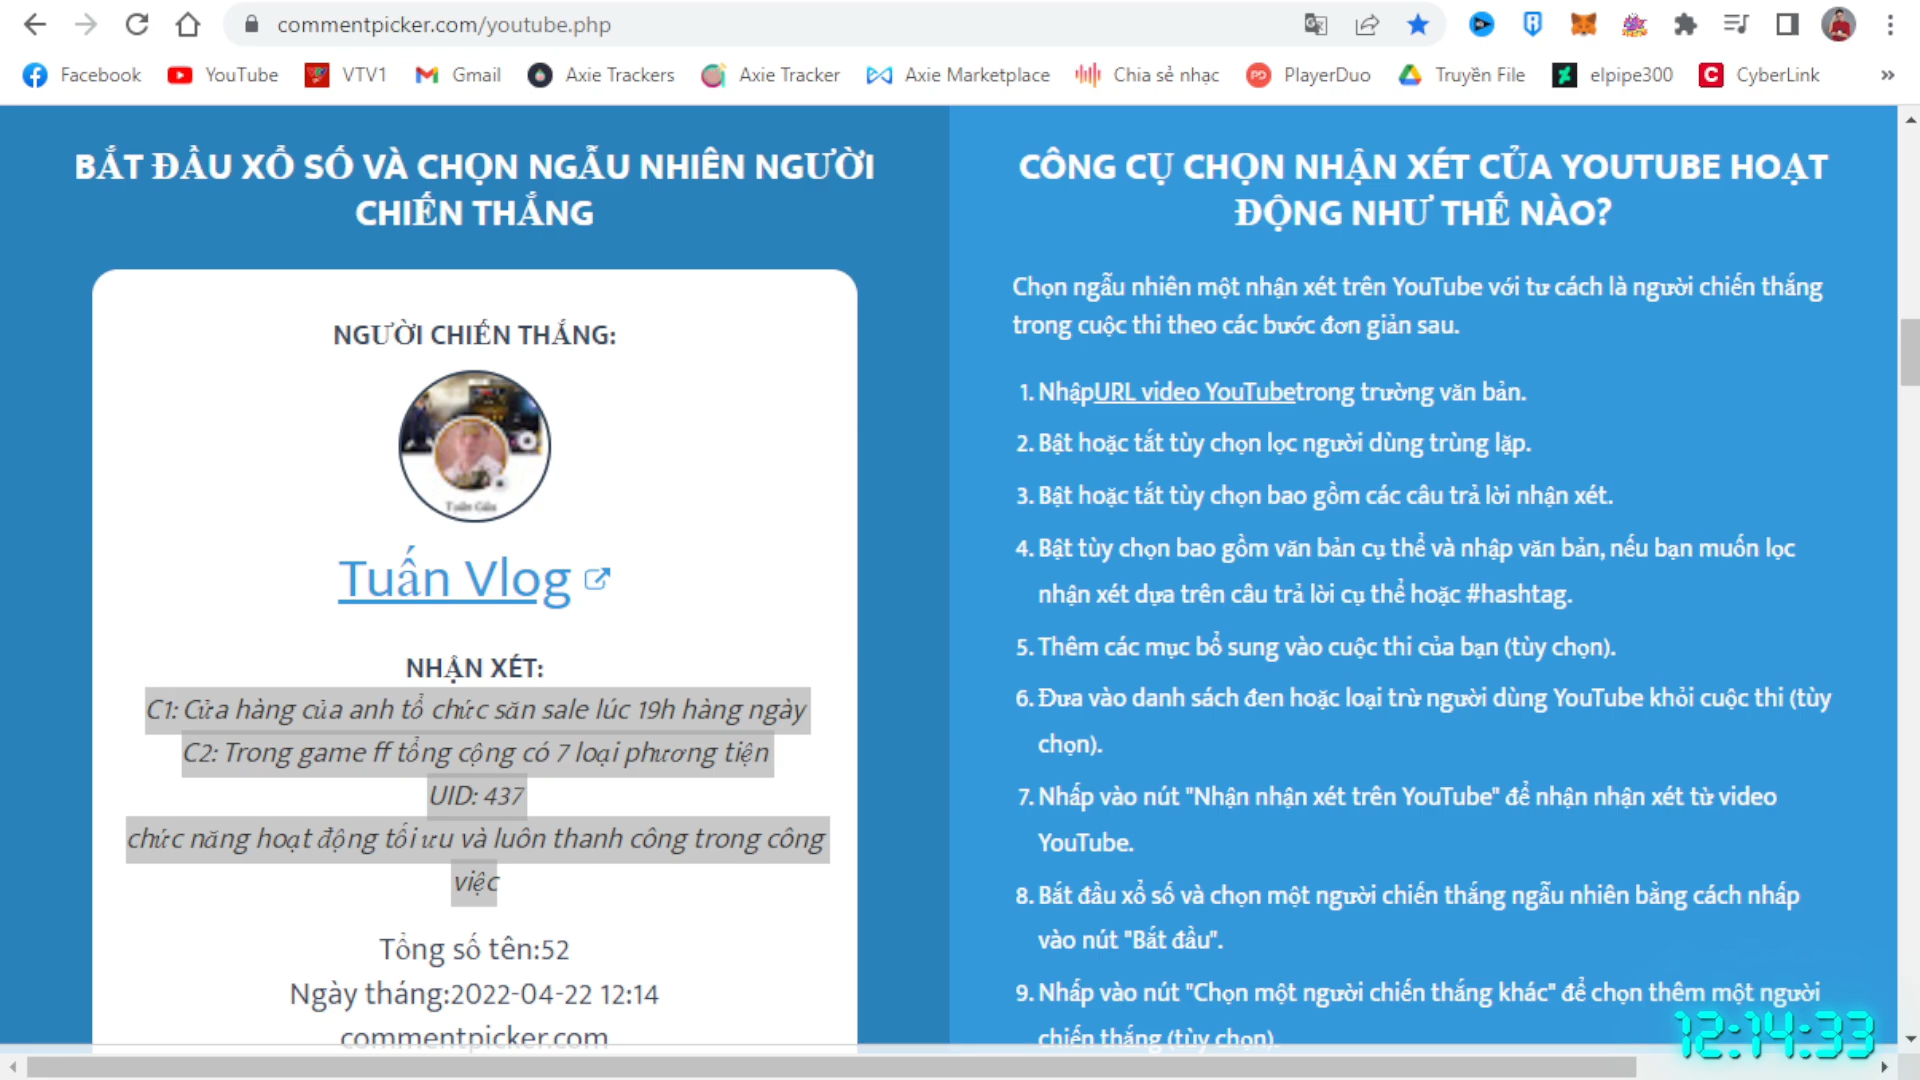 commentpicker.com/youtube.php
Facebook YouTube VTV1 Gmail Axie Trackers Axie Tracker Axie Marketplace Chia sẻ nhạc PD PlayerDuo Truyền File elpipe300 C CyberLink »
BẮT ĐẦU XỔ SỐ VÀ CHỌN NGẪU NHIÊN NGƯỜI
CHIẾN THẮNG
NGƯỜI CHIẾN THẮNG:
Tuấn Vlog
NHẬN XÉT:
C1: Cửa hàng của anh tổ chức săn sale lúc 19h hàng ngày
C2: Trong game ff tổng cộng có 7 loại phương tiện
UID: 437
chức năng hoạt động tối ưu và luôn thanh công trong công
việc
Tổng số tên:52
Ngày tháng:2022-04-22 12:14
commentpicker.com
CÔNG CỤ CHỌN NHẬN XÉT CỦA YOUTUBE HOẠT
ĐỘNG NHƯ THẾ NÀO?
Chọn ngẫu nhiên một nhận xét trên YouTube với tư cách là người chiến thắng
trong cuộc thi theo các bước đơn giản sau.
1. NhậpURL video YouTubetrong trường văn bản.
2. Bật hoặc tắt tùy chọn lọc người dùng trùng lặp.
3. Bật hoặc tắt tùy chọn bao gồm các câu trả lời nhận xét.
4. Bật tùy chọn bao gồm văn bản cụ thể và nhập văn bản, nếu bạn muốn lọc
nhận xét dựa trên câu trả lời cụ thể hoặc #hashtag.
5. Thêm các mục bổ sung vào cuộc thi của bạn (tùy chọn).
6. Đưa vào danh sách đen hoặc loại trừ người dùng YouTube khỏi cuộc thi (tùy
chọn).
7. Nhấp vào nút "Nhận nhận xét trên YouTube" để nhận nhận xét từ video
YouTube.
8. Bắt đầu xổ số và chọn một người chiến thắng ngẫu nhiên bằng cách nhấp
vào nút "Bắt đầu".
9. Nhấp vào nút "Chọn một người chiến thắng khác" để chọn thêm một người
chiến thắng (tùy chọn).
12:14:33